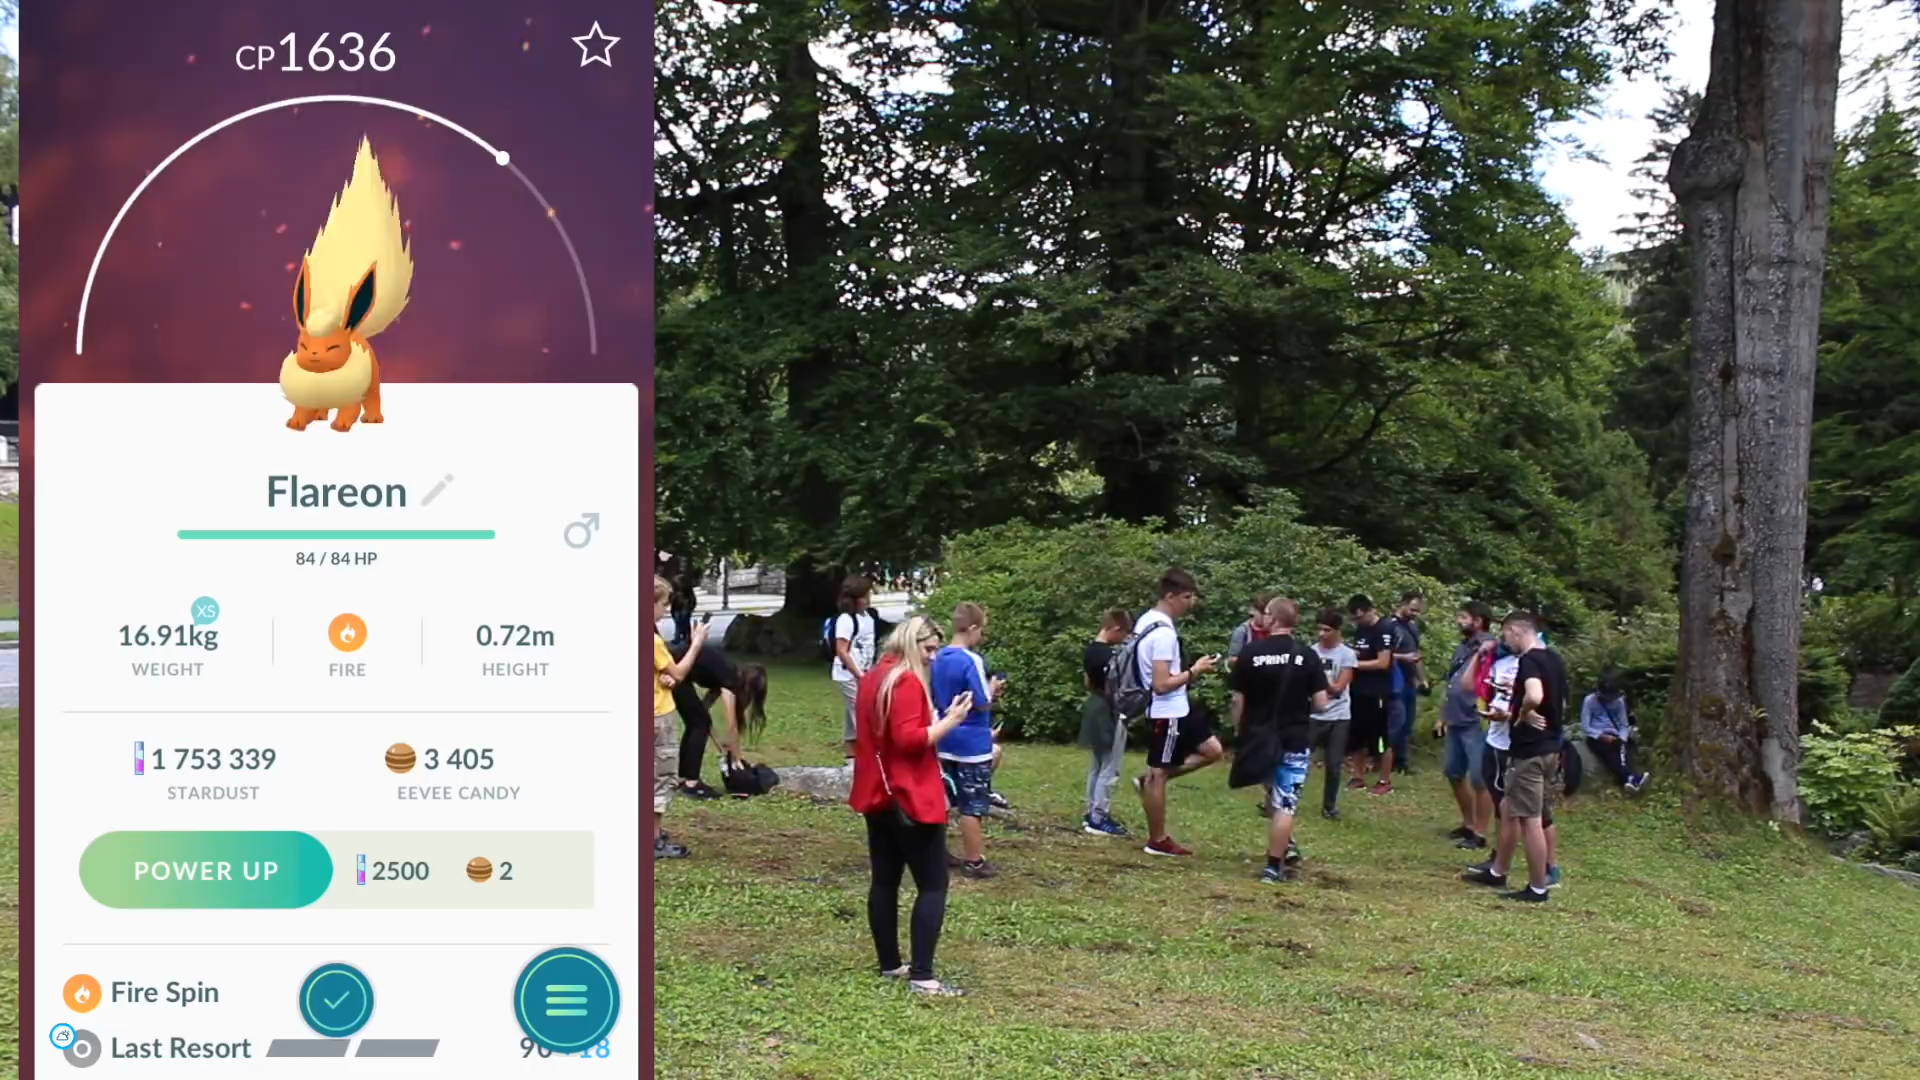 CP1636
Flareon
84 / 84 HP
XS
16.91kg
WEIGHT
FIRE
0.72m
HEIGHT
1 753 339
STARDUST
3 405
EEVEE CANDY
POWER UP
2500
2
Fire Spin
Last Resort
SPRINT R